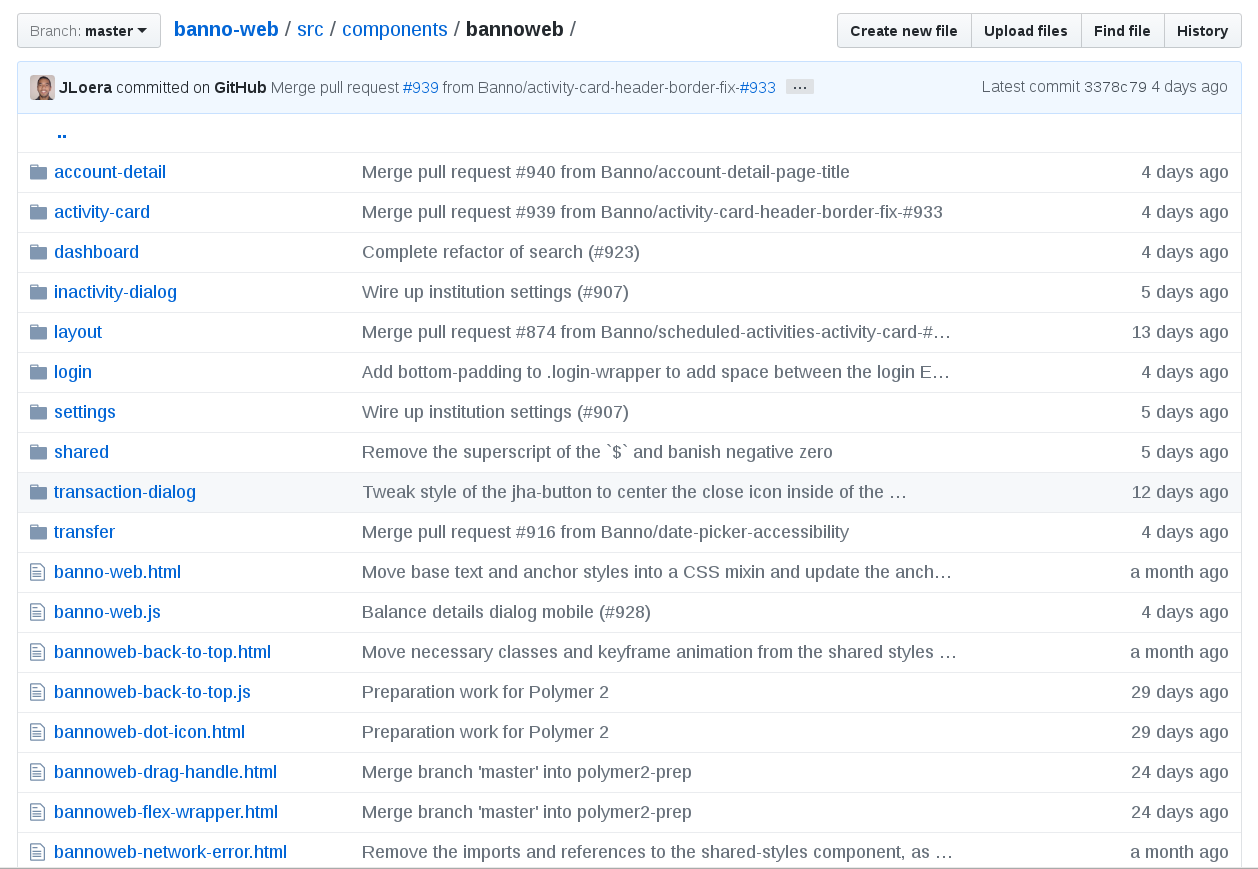 Branch: master banno-web / src / components / bannoweb / Create new file Upload files Find file History
JLoera committed on GitHub Merge pull request #939 from Banno/activity-card-header-border-fix-#933 … Latest commit 3378c79 4 days ago
..
account-detail Merge pull request #940 from Banno/account-detail-page-title 4 days ago
activity-card Merge pull request #939 from Banno/activity-card-header-border-fix-#933 4 days ago
dashboard Complete refactor of search (#923) 4 days ago
inactivity-dialog Wire up institution settings (#907) 5 days ago
layout Merge pull request #874 from Banno/scheduled-activities-activity-card-#… 13 days ago
login Add bottom-padding to .login-wrapper to add space between the login E… 4 days ago
settings Wire up institution settings (#907) 5 days ago
shared Remove the superscript of the `$` and banish negative zero 5 days ago
transaction-dialog Tweak style of the jha-button to center the close icon inside of the … 12 days ago
transfer Merge pull request #916 from Banno/date-picker-accessibility 4 days ago
banno-web.html Move base text and anchor styles into a CSS mixin and update the anch… a month ago
banno-web.js Balance details dialog mobile (#928) 4 days ago
bannoweb-back-to-top.html Move necessary classes and keyframe animation from the shared styles … a month ago
bannoweb-back-to-top.js Preparation work for Polymer 2 29 days ago
bannoweb-dot-icon.html Preparation work for Polymer 2 29 days ago
bannoweb-drag-handle.html Merge branch 'master' into polymer2-prep 24 days ago
bannoweb-flex-wrapper.html Merge branch 'master' into polymer2-prep 24 days ago
bannoweb-network-error.html Remove the imports and references to the shared-styles component, as … a month ago